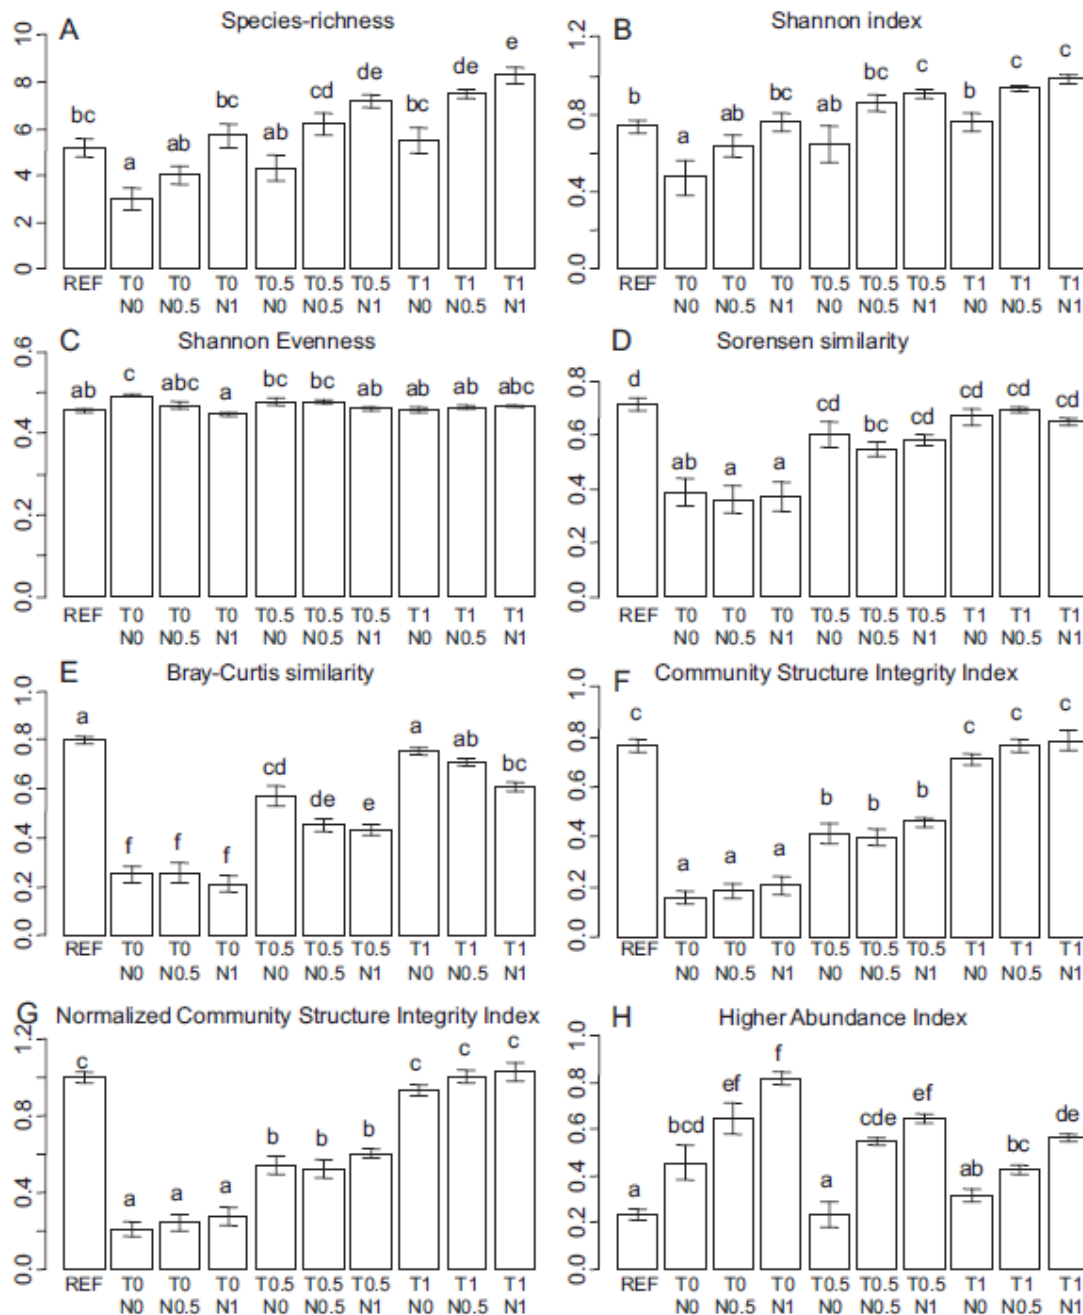 A Species-richness
10
8
6
4
2
0
bc a ab bc ab cd de bc de e
REF T0 T0 T0 T0.5 T0.5 T0.5 T1 T1 T1
N0 N0.5 N1 N0 N0.5 N1 N0 N0.5 N1
B Shannon index
1.2
0.8
0.4
0.0
b a ab bc ab bc c b c c
REF T0 T0 T0 T0.5 T0.5 T0.5 T1 T1 T1
N0 N0.5 N1 N0 N0.5 N1 N0 N0.5 N1
C Shannon Evenness
0.6
0.4
0.2
0.0
ab c abc a bc bc ab ab ab abc
REF T0 T0 T0 T0.5 T0.5 T0.5 T1 T1 T1
N0 N0.5 N1 N0 N0.5 N1 N0 N0.5 N1
D Sorensen similarity
0.8
0.6
0.4
0.2
0.0
d ab a a cd bc cd cd cd cd
REF T0 T0 T0 T0.5 T0.5 T0.5 T1 T1 T1
N0 N0.5 N1 N0 N0.5 N1 N0 N0.5 N1
E Bray-Curtis similarity
1.0
0.8
0.6
0.4
0.2
0.0
a f f f cd de e a ab bc
REF T0 T0 T0 T0.5 T0.5 T0.5 T1 T1 T1
N0 N0.5 N1 N0 N0.5 N1 N0 N0.5 N1
F Community Structure Integrity Index
1.0
0.8
0.6
0.4
0.2
0.0
c a a a b b b c c c
REF T0 T0 T0 T0.5 T0.5 T0.5 T1 T1 T1
N0 N0.5 N1 N0 N0.5 N1 N0 N0.5 N1
G Normalized Community Structure Integrity Index
1.2
0.8
0.4
0.0
c a a a b b b c c c
REF T0 T0 T0 T0.5 T0.5 T0.5 T1 T1 T1
N0 N0.5 N1 N0 N0.5 N1 N0 N0.5 N1
H Higher Abundance Index
1.0
0.8
0.6
0.4
0.2
0.0
a bcd ef f a cde ef ab bc de
REF T0 T0 T0 T0.5 T0.5 T0.5 T1 T1 T1
N0 N0.5 N1 N0 N0.5 N1 N0 N0.5 N1